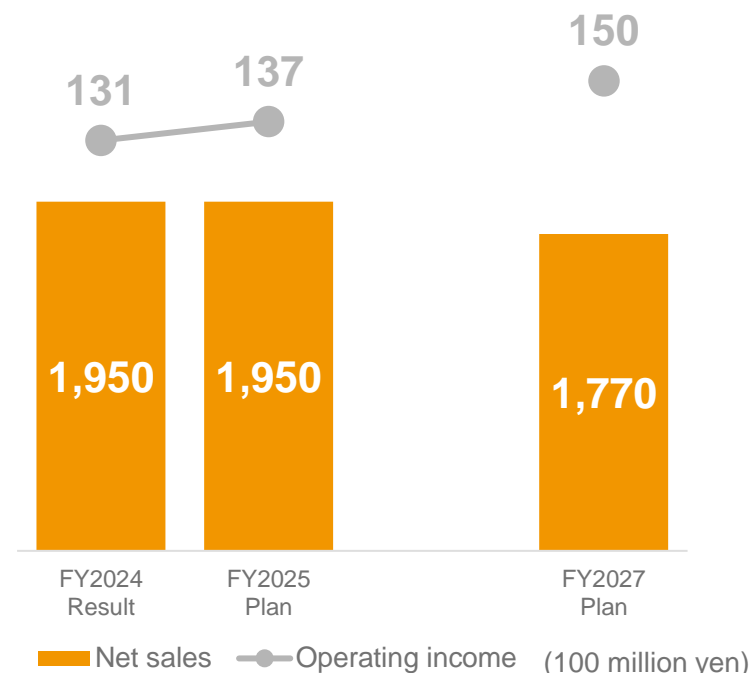 150
137
131
1,950
1,950
1,770
FY2024
Result
FY2025
Plan
FY2027
Plan
Net sales
Operating income
(100 million yen)